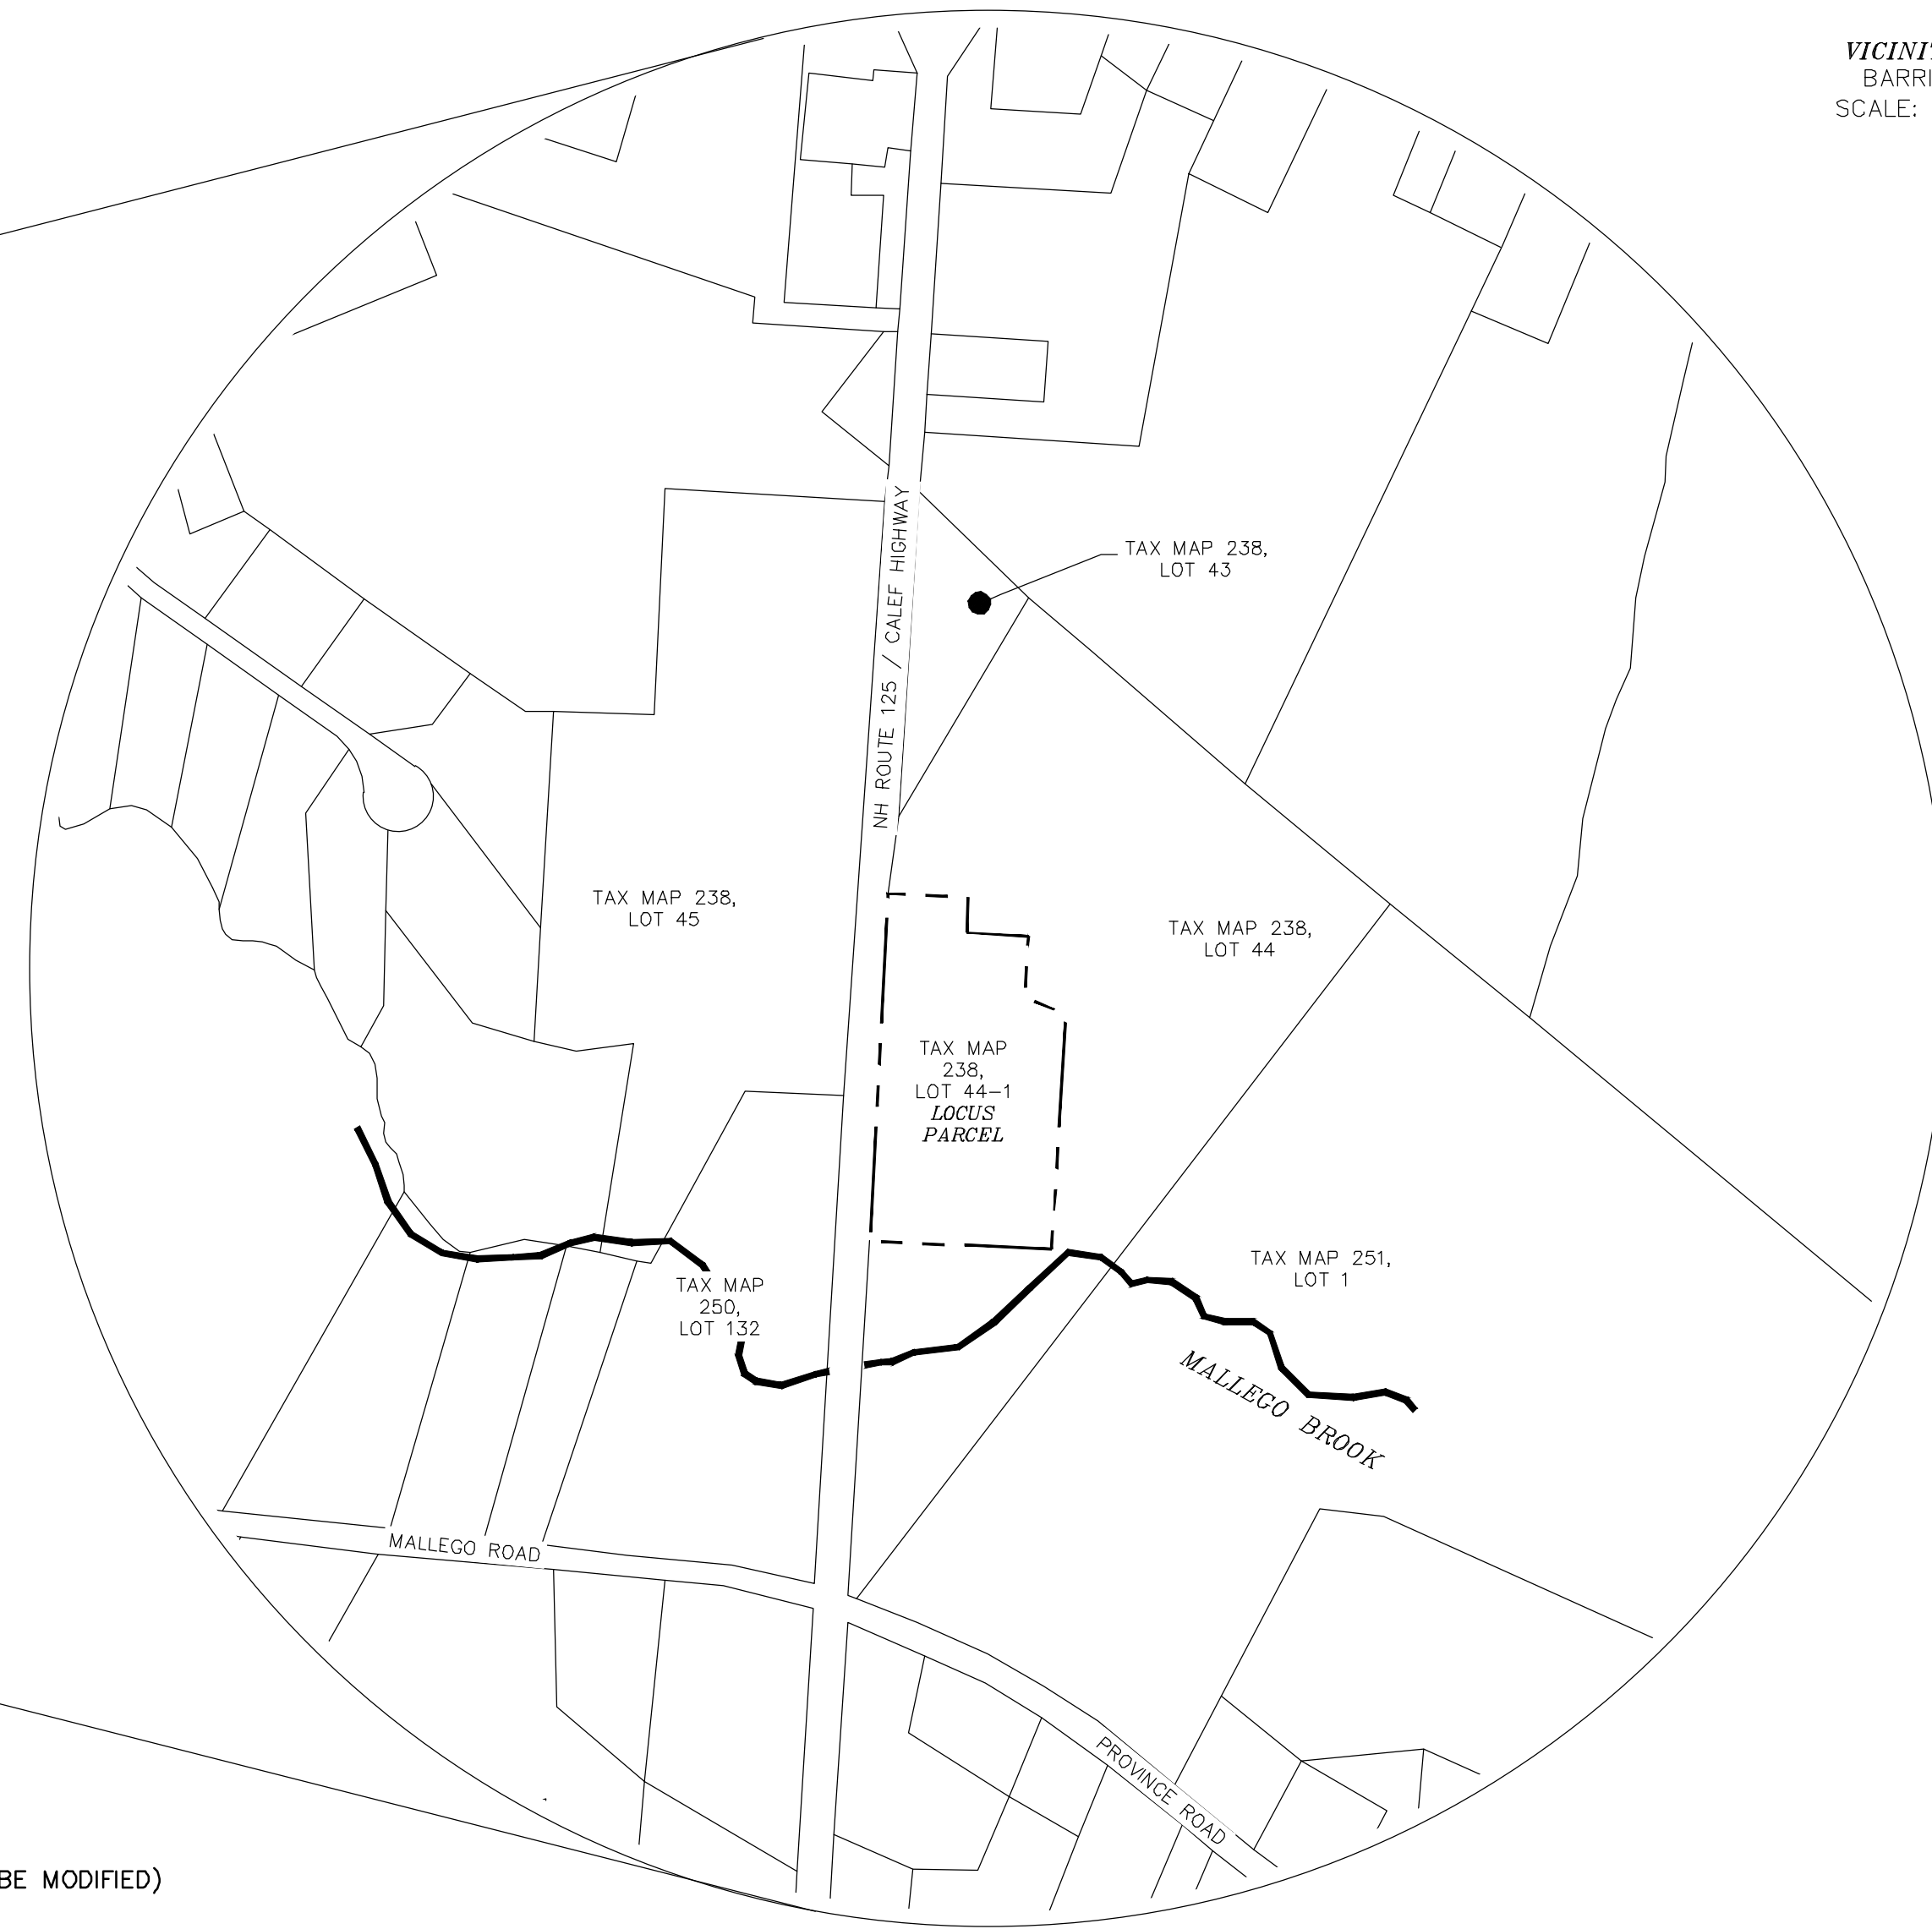 SCALE:
TAX MAP 238,
LOT 43
NH ROUTE 125 / CALEF HIGHWAY
TAX MAP 238,
LOT 45
TAX MAP 238,
LOT 44
TAX MAP
238,
LOT 44-1
LOCUS
PARCEL
TAX MAP 251,
LOT 1
TAX MAP
250,
LOT 132
MALLEGO BROOK
MALLEGO ROAD
PROVINCE ROAD
BE MODIFIED)